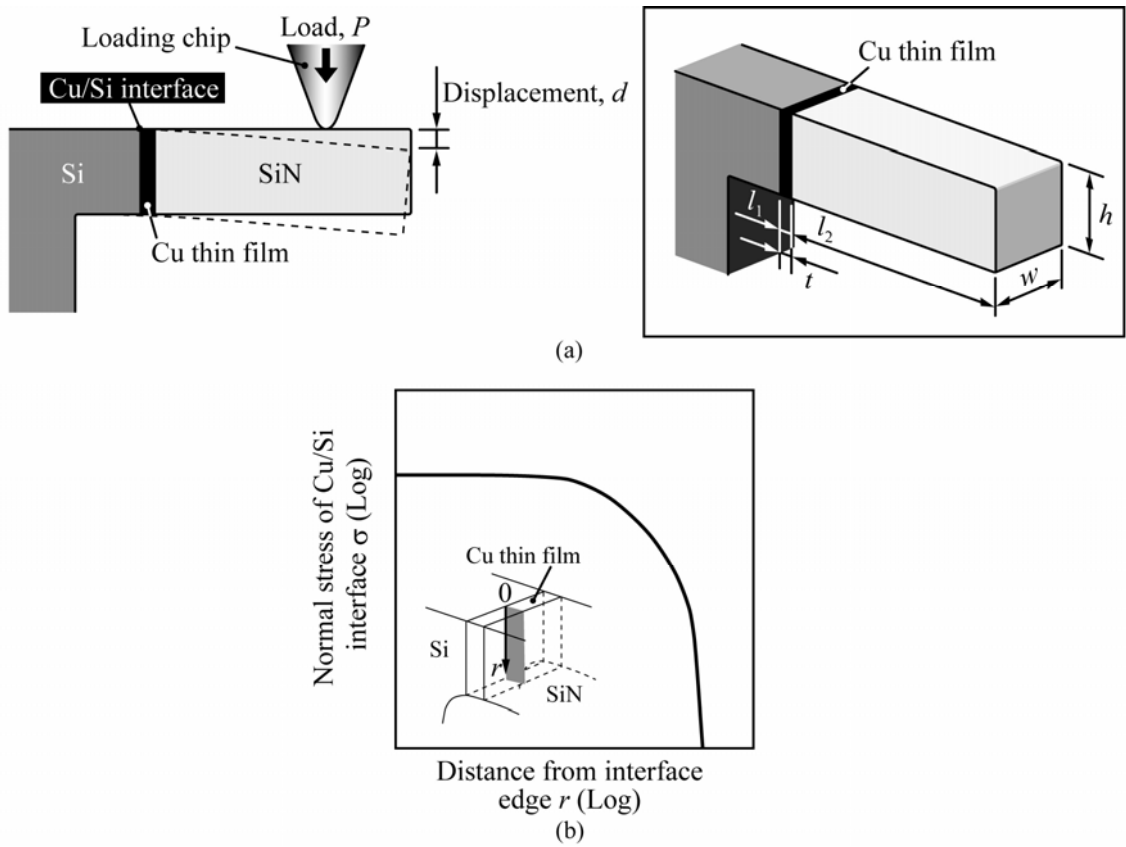 Load, P
Loading chip
Cu/Si interface
Displacement, d
Si
SiN
Cu thin film
Cu thin film
l1
l2
t
w
h
(a)
Normal stress of Cu/Si
interface σ (Log)
Cu thin film
0
Si
r
SiN
Distance from interface
edge r (Log)
(b)